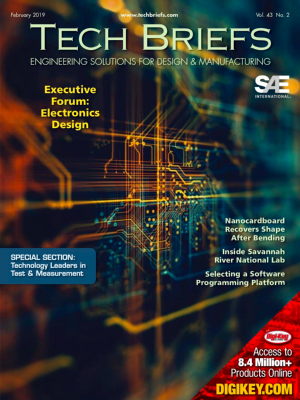 February 2019
www.techbriefs.com
Vol. 43 No. 2
TECH BRIEFS
ENGINEERING SOLUTIONS FOR DESIGN & MANUFACTURING
Executive
Forum:
Electronics
Design
SAE
INTERNATIONAL
Nanocardboard
Recovers Shape
After Bending
Inside Savannah
River National Lab
Selecting a Software
Programming Platform
SPECIAL SECTION:
Technology Leaders in
Test & Measurement
Digi-Key
Access to
8.4 Million+
Products Online
DIGIKEY.COM